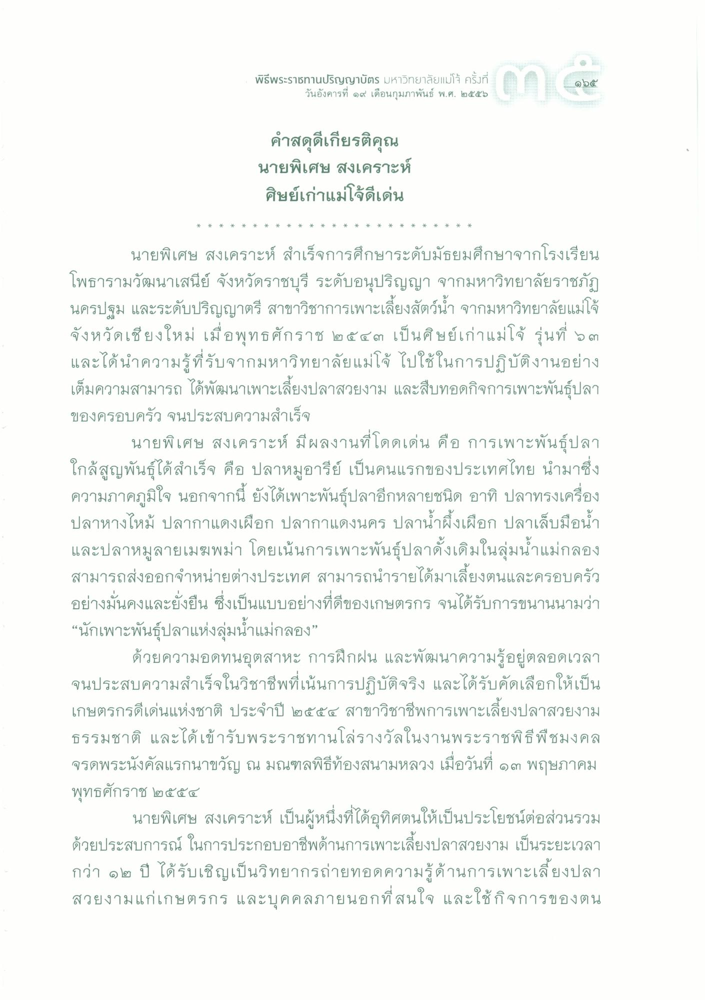 พิธีพระราชทานปริญญาบัตร มหาวิทยาลัยแม่โจ้ ครั้งที่ ๓๕
วันอังคารที่ ๑๙ เดือนกุมภาพันธ์ พ.ศ. ๒๕๕๖
๑๖๕
คำสดุดีเกียรติคุณ
นายพิเศษ สงเคราะห์
ศิษย์เก่าแม่โจ้ดีเด่น
* * * * * * * * * * * * * * * * * * * * * * * * *
นายพิเศษ สงเคราะห์ สำเร็จการศึกษาระดับมัธยมศึกษาจากโรงเรียน
โพธารามวัฒนาเสนีย์ จังหวัดราชบุรี ระดับอนุปริญญา จากมหาวิทยาลัยราชภัฏ
นครปฐม และระดับปริญญาตรี สาขาวิชาการเพาะเลี้ยงสัตว์น้ำ จากมหาวิทยาลัยแม่โจ้
จังหวัดเชียงใหม่ เมื่อพุทธศักราช ๒๕๔๓ เป็นศิษย์เก่าแม่โจ้ รุ่นที่ ๖๓
และได้นำความรู้ที่รับจากมหาวิทยาลัยแม่โจ้ ไปใช้ในการปฏิบัติงานอย่าง
เต็มความสามารถ ได้พัฒนาเพาะเลี้ยงปลาสวยงาม และสืบทอดกิจการเพาะพันธุ์ปลา
ของครอบครัว จนประสบความสำเร็จ
นายพิเศษ สงเคราะห์ มีผลงานที่โดดเด่น คือ การเพาะพันธุ์ปลา
ใกล้สูญพันธุ์ได้สำเร็จ คือ ปลาหมูอารีย์ เป็นคนแรกของประเทศไทย นำมาซึ่ง
ความภาคภูมิใจ นอกจากนี้ ยังได้เพาะพันธุ์ปลาอีกหลายชนิด อาทิ ปลาทรงเครื่อง
ปลาหางไหม้ ปลากาแดงเผือก ปลากาแดงนคร ปลาน้ำผึ้งเผือก ปลาเล็บมือน้ำ
และปลาหมูลายเมฆพม่า โดยเน้นการเพาะพันธุ์ปลาดั้งเดิมในลุ่มน้ำแม่กลอง
สามารถส่งออกจำหน่ายต่างประเทศ สามารถนำรายได้มาเลี้ยงตนและครอบครัว
อย่างมั่นคงและยั่งยืน ซึ่งเป็นแบบอย่างที่ดีของเกษตรกร จนได้รับการขนานนามว่า
“นักเพาะพันธุ์ปลาแห่งลุ่มน้ำแม่กลอง”
ด้วยความอดทนอุตสาหะ การฝึกฝน และพัฒนาความรู้อยู่ตลอดเวลา
จนประสบความสำเร็จในวิชาชีพที่เน้นการปฏิบัติจริง และได้รับคัดเลือกให้เป็น
เกษตรกรดีเด่นแห่งชาติ ประจำปี ๒๕๕๔ สาขาวิชาชีพการเพาะเลี้ยงปลาสวยงาม
ธรรมชาติ และได้เข้ารับพระราชทานโล่รางวัลในงานพระราชพิธีพืชมงคล
จรดพระนังคัลแรกนาขวัญ ณ มณฑลพิธีท้องสนามหลวง เมื่อวันที่ ๑๓ พฤษภาคม
พุทธศักราช ๒๕๕๔
นายพิเศษ สงเคราะห์ เป็นผู้หนึ่งที่ได้อุทิศตนให้เป็นประโยชน์ต่อส่วนรวม
ด้วยประสบการณ์ ในการประกอบอาชีพด้านการเพาะเลี้ยงปลาสวยงาม เป็นระยะเวลา
กว่า ๑๒ ปี ได้รับเชิญเป็นวิทยากรถ่ายทอดความรู้ด้านการเพาะเลี้ยงปลา
สวยงามแก่เกษตรกร และบุคคลภายนอกที่สนใจ และใช้กิจการของตน